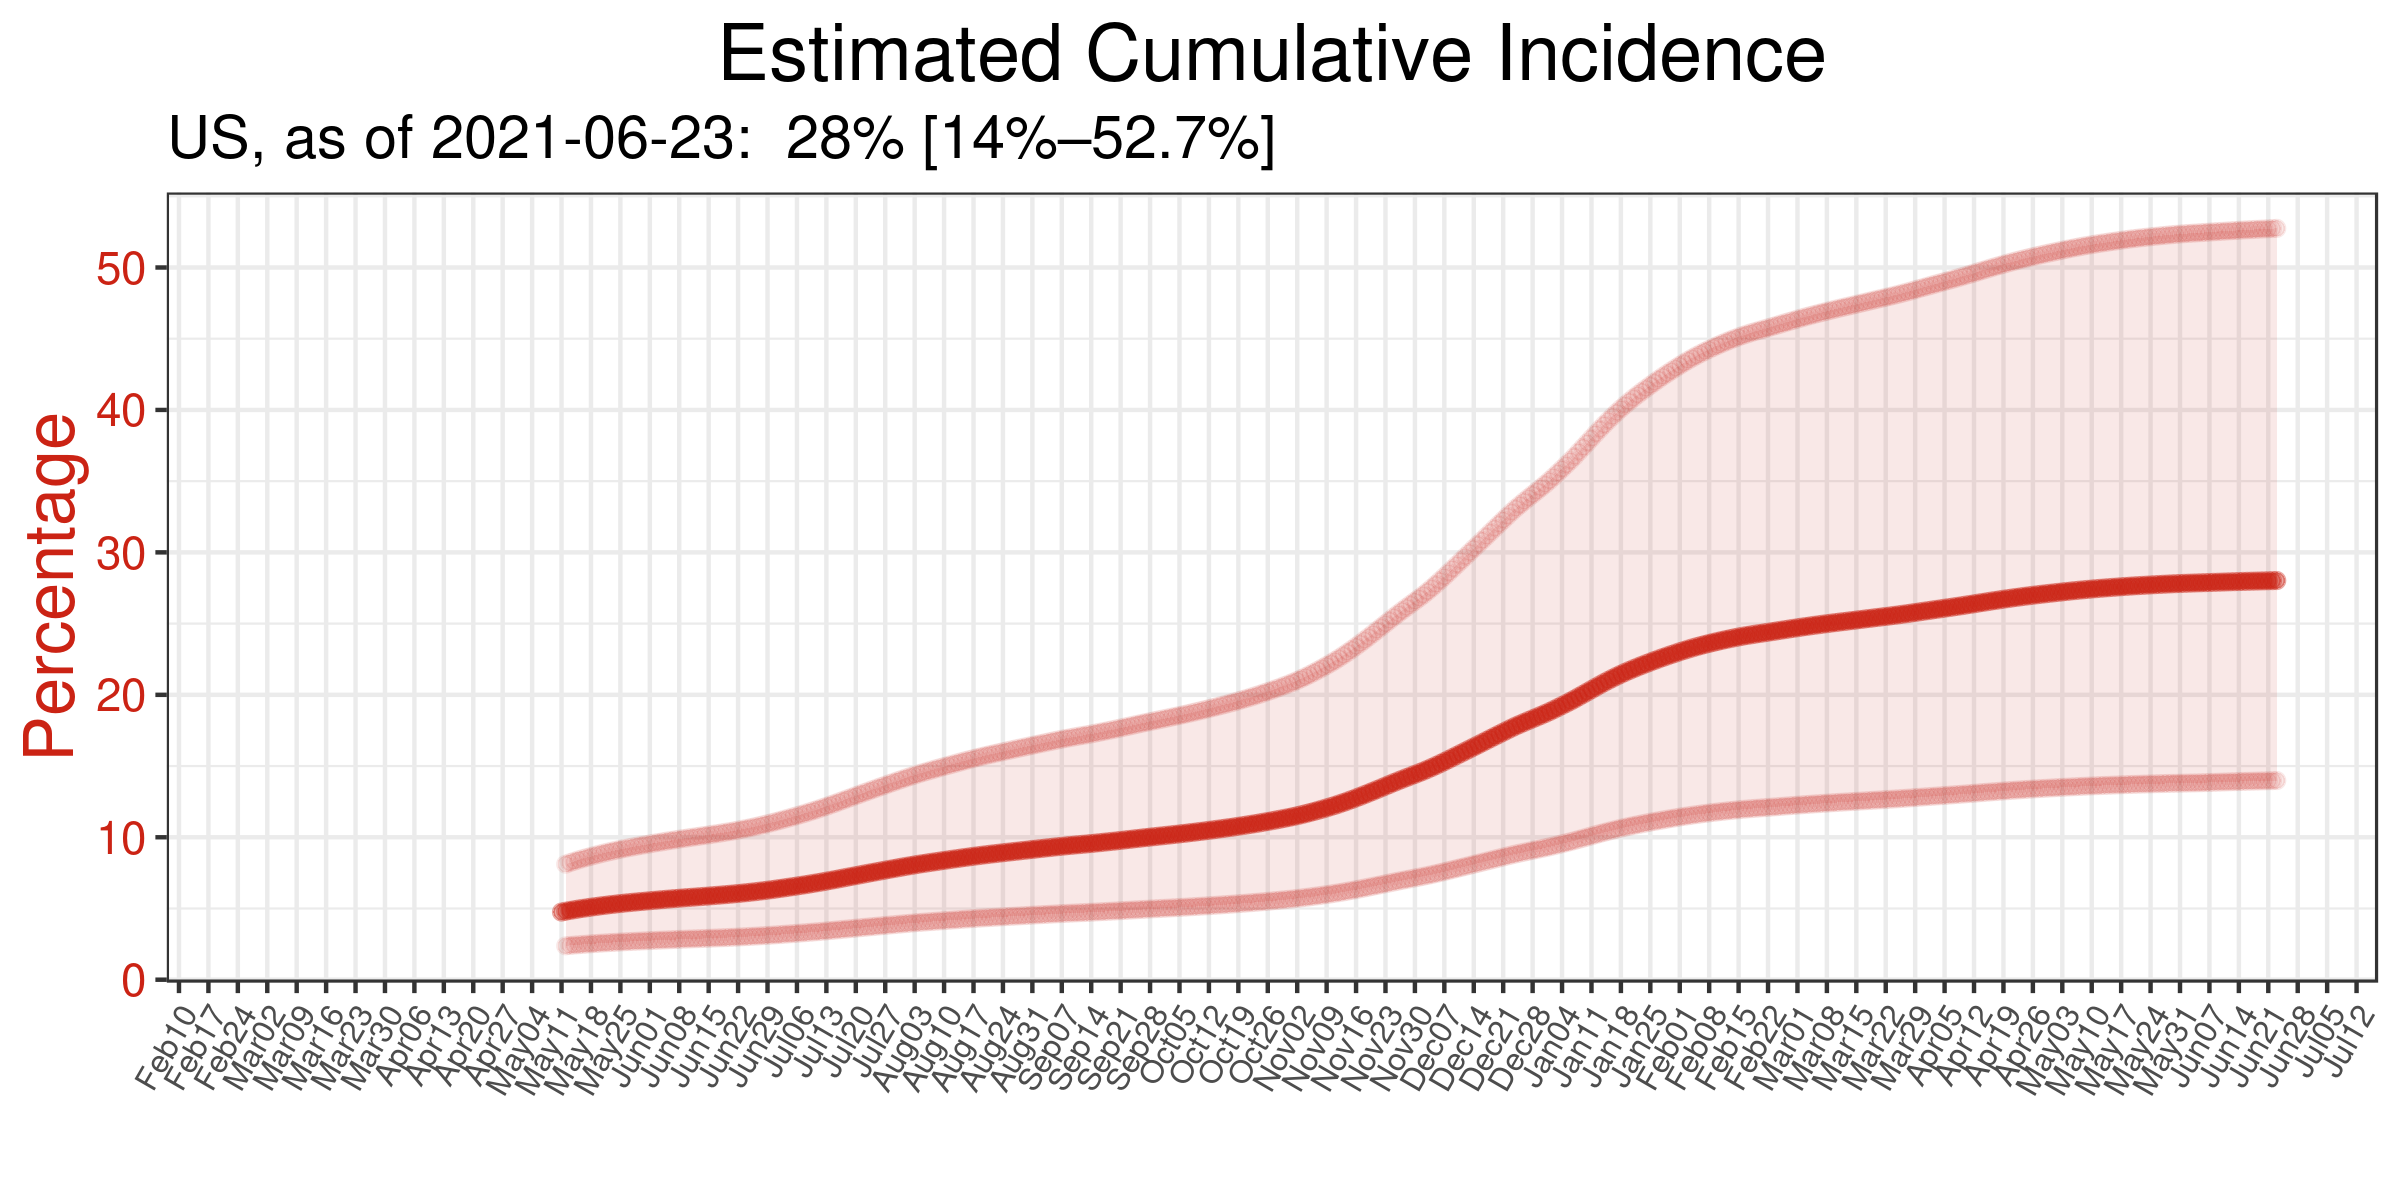 Estimated Cumulative Incidence
US, as of 2021-06-23:  28% [14%–52.7%]
Percentage
50
40
30
20
10
0
Feb10
Feb17
Feb24
Mar02
Mar09
Mar16
Mar23
Mar30
Apr06
Apr13
Apr20
Apr27
May04
May11
May18
May25
Jun01
Jun08
Jun15
Jun22
Jun29
Jul06
Jul13
Jul20
Jul27
Aug03
Aug10
Aug17
Aug24
Aug31
Sep07
Sep14
Sep21
Sep28
Oct05
Oct12
Oct19
Oct26
Nov02
Nov09
Nov16
Nov23
Nov30
Dec07
Dec14
Dec21
Dec28
Jan04
Jan11
Jan18
Jan25
Feb01
Feb08
Feb15
Feb22
Mar01
Mar08
Mar15
Mar22
Mar29
Apr05
Apr12
Apr19
Apr26
May03
May10
May17
May24
May31
Jun07
Jun14
Jun21
Jun28
Jul05
Jul12